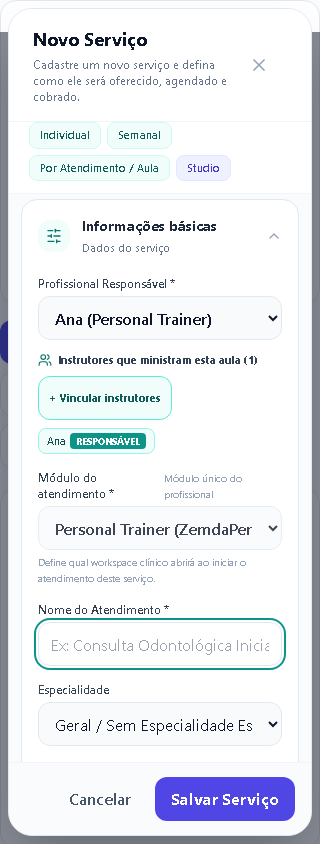 Novo Serviço
Cadastre um novo serviço e defina
como ele será oferecido, agendado e
cobrado.
Individual
Semanal
Por Atendimento / Aula
Studio
Informações básicas
Dados do serviço
Profissional Responsável *
Ana (Personal Trainer)
Instrutores que ministram esta aula (1)
+ Vincular instrutores
Ana RESPONSÁVEL
Módulo do
atendimento *
Módulo único do
profissional
Personal Trainer (ZemdaPer
Define qual workspace clínico abrirá ao iniciar o
atendimento deste serviço.
Nome do Atendimento *
Ex: Consulta Odontológica Inicia
Especialidade
Geral / Sem Especialidade Es
Cancelar
Salvar Serviço